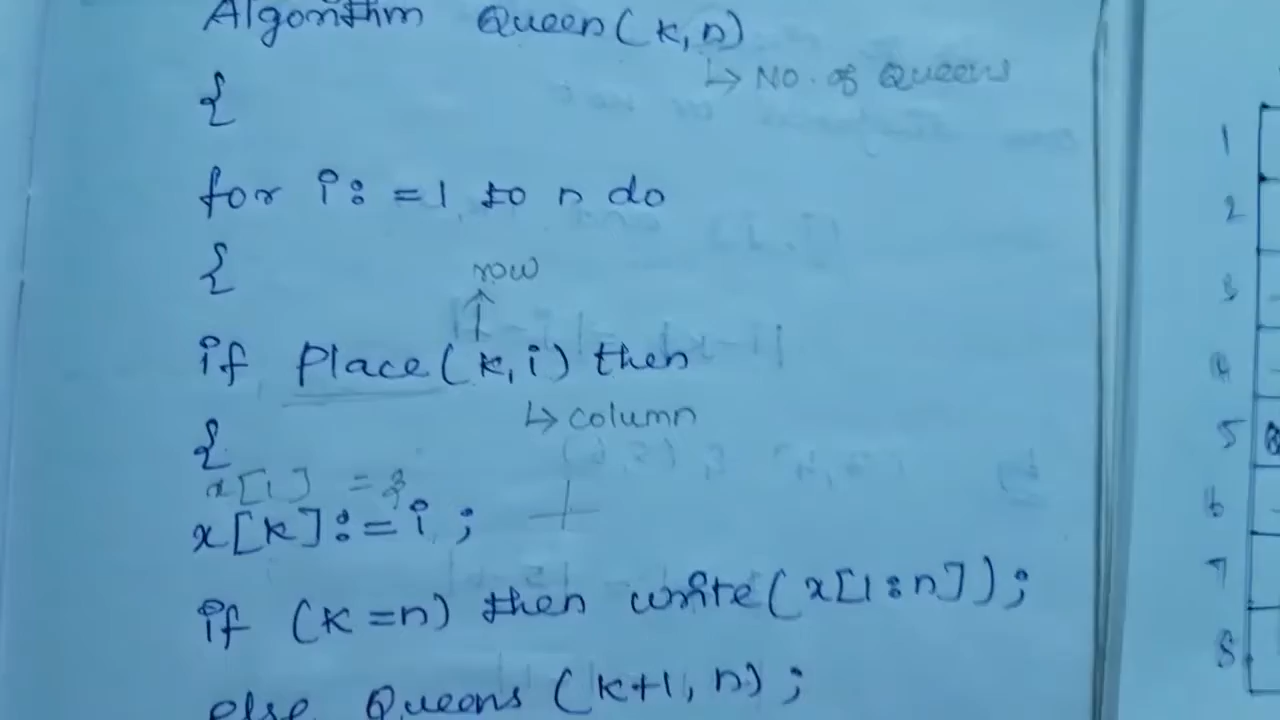 Algorithm Queen(k,n)
↳ No. of Queens
{
for i:=1 to n do
{
row
↑
if Place(k,i) then
↳ column
{
x[1] =3
x[k]:=i;
if (k=n) then write(x[1:n]);
else Queens (k+1, n);
1
2
3
4
5
6
7
8